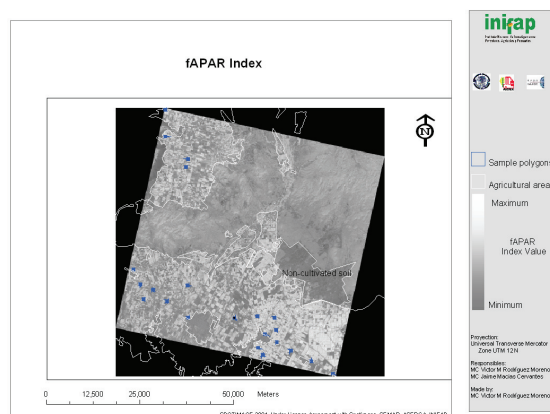 fAPAR Index
N
Non-cultivated soil
0 12,500 25,000 50,000 Meters
inifap
Sample polygons
Agricultural area
Maximum
fAPAR
Index Value
Minimum
Proyection:
Universal Transverse Mercator
Zone UTM 12N
Responsibles:
MC Victor M Rodríguez Moreno
MC Jaime Macías Cervantes
Made by:
MC Victor M Rodríguez Moreno